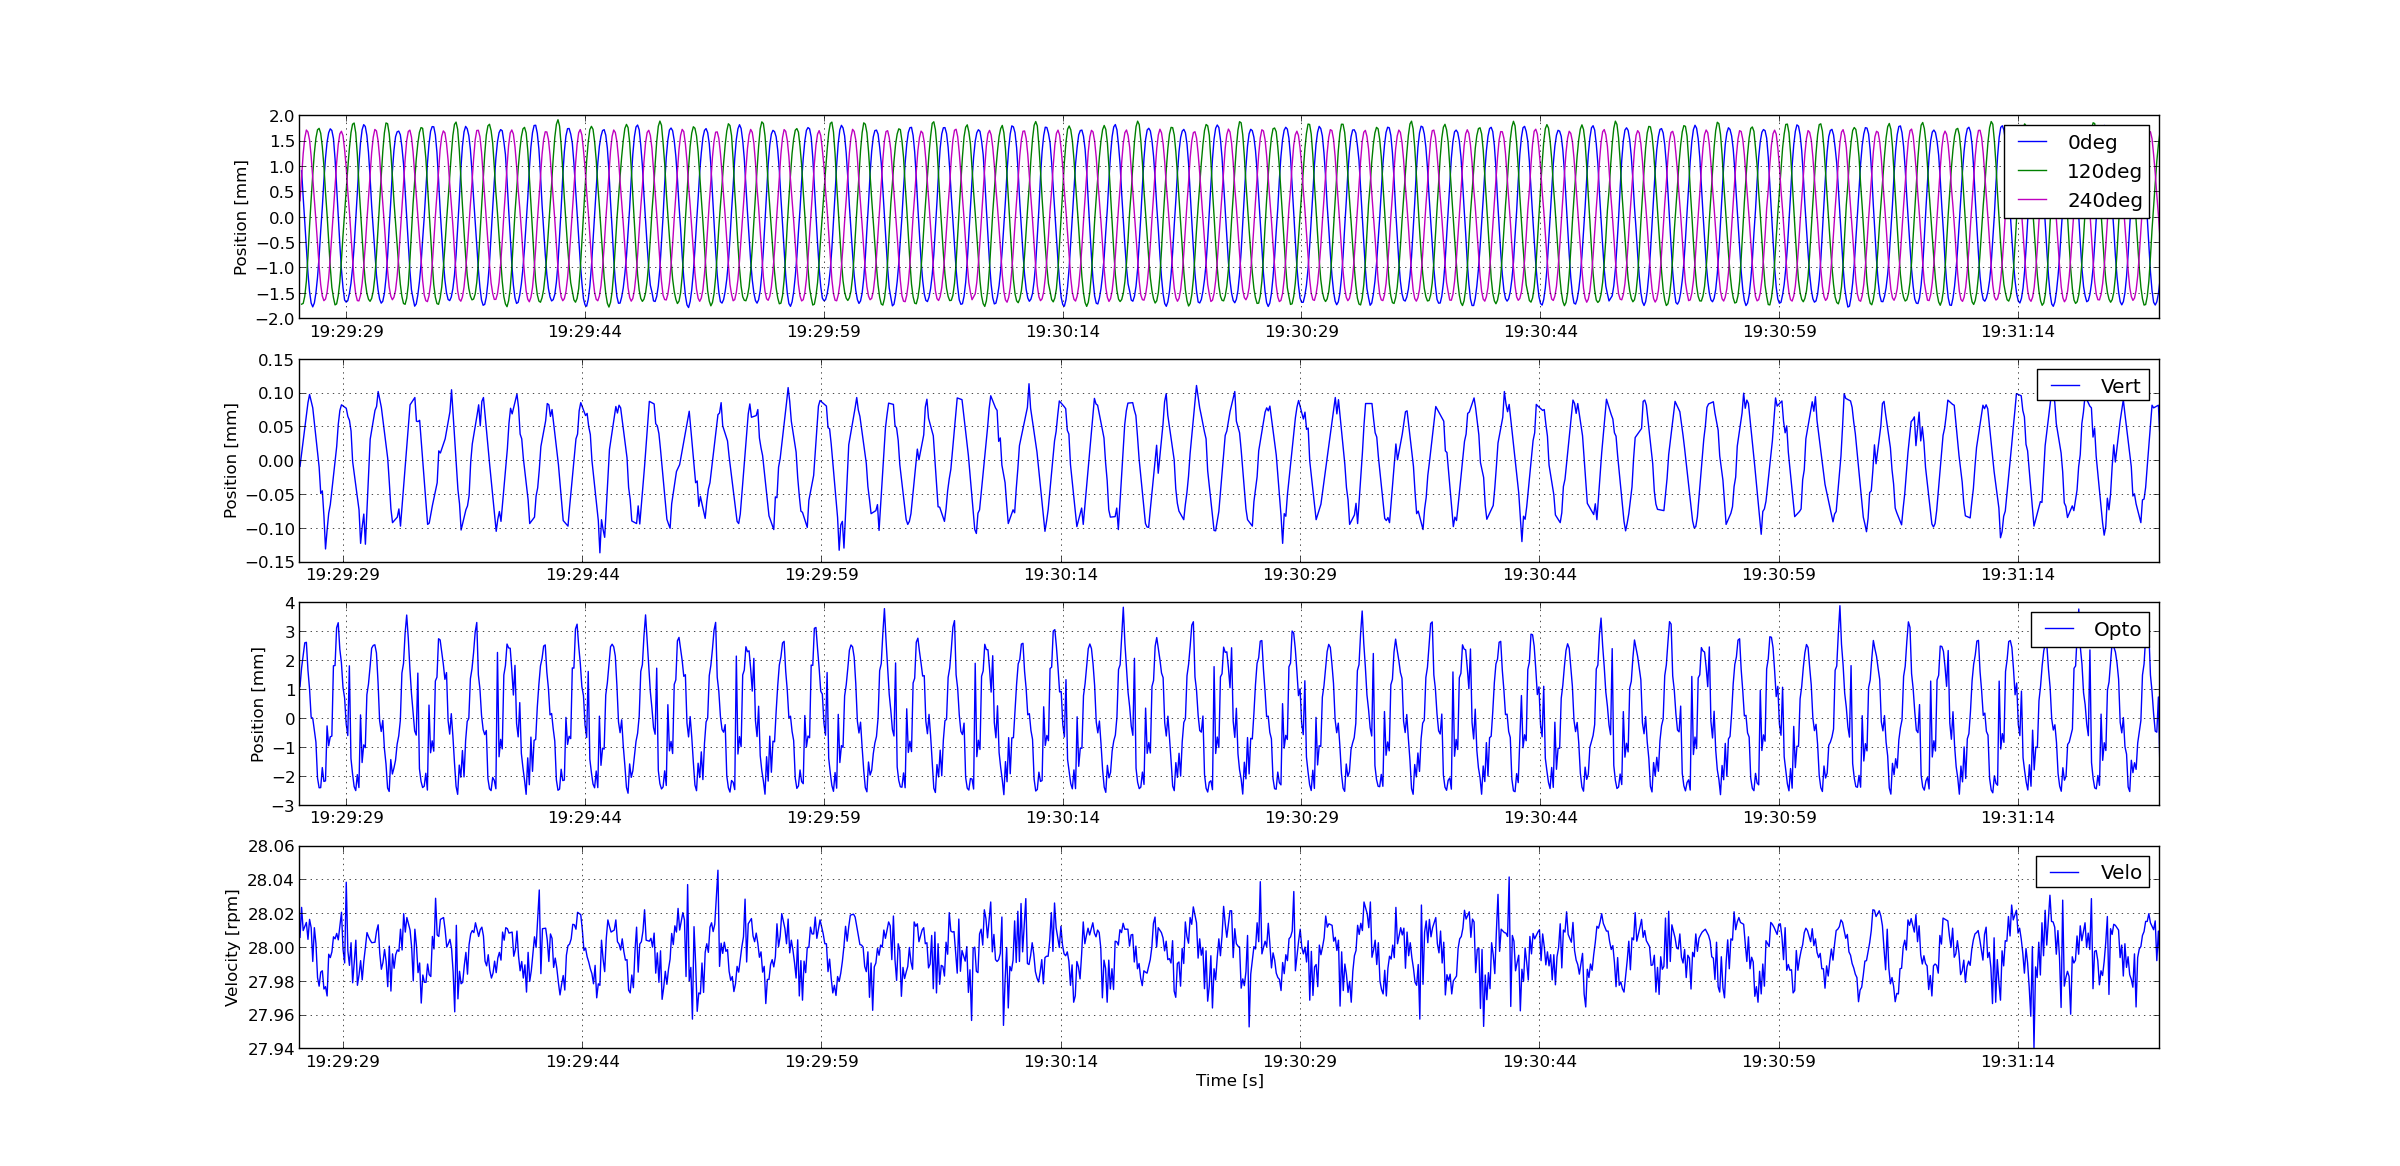 2.0
1.5
1.0
0.5
0.0
−0.5
−1.0
−1.5
−2.0
Position [mm]
0deg
120deg
240deg
19:29:29 19:29:44 19:29:59 19:30:14 19:30:29 19:30:44 19:30:59 19:31:14
0.15
0.10
0.05
0.00
−0.05
−0.10
−0.15
Position [mm]
Vert
19:29:29 19:29:44 19:29:59 19:30:14 19:30:29 19:30:44 19:30:59 19:31:14
4
3
2
1
0
−1
−2
−3
Position [mm]
Opto
19:29:29 19:29:44 19:29:59 19:30:14 19:30:29 19:30:44 19:30:59 19:31:14
28.06
28.04
28.02
28.00
27.98
27.96
27.94
Velocity [rpm]
Velo
19:29:29 19:29:44 19:29:59 19:30:14 19:30:29 19:30:44 19:30:59 19:31:14
Time [s]